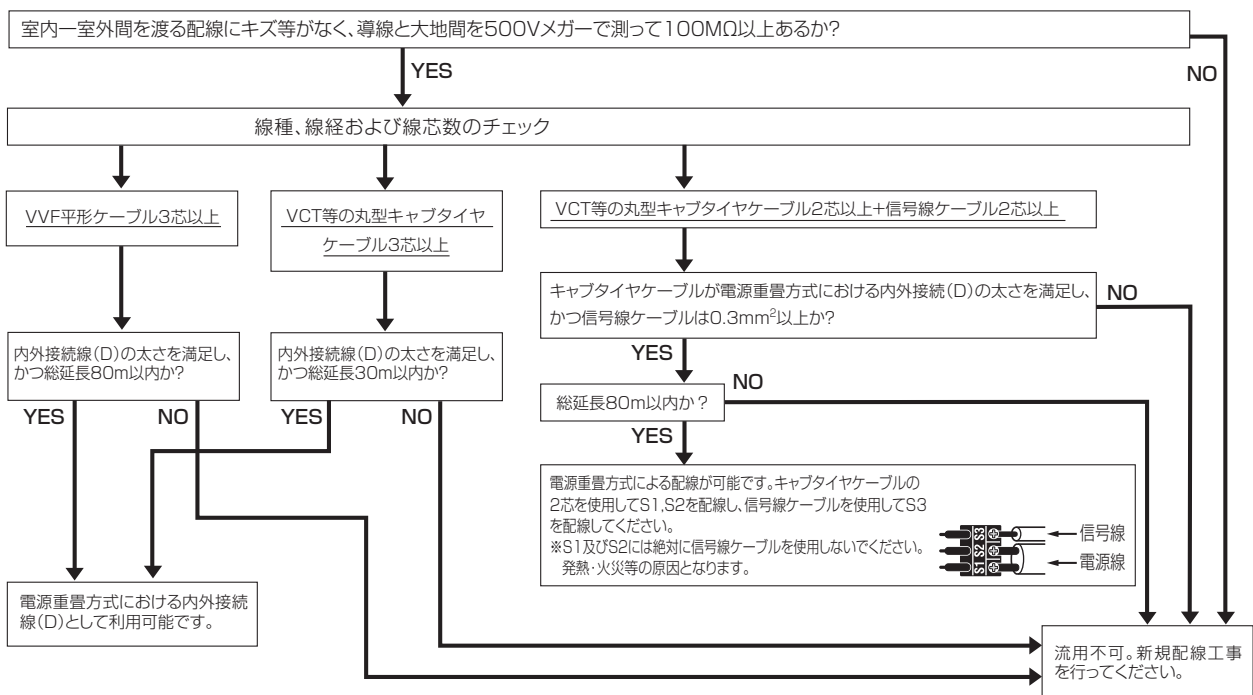 室内ー室外間を渡る配線にキズ等がなく、導線と大地間を500Vメガーで測って100MΩ以上あるか?
YES
NO
線種、線経および線芯数のチェック
VVF平形ケーブル3芯以上
VCT等の丸型キャブタイヤ
ケーブル3芯以上
VCT等の丸型キャブタイヤケーブル2芯以上+信号線ケーブル2芯以上
キャブタイヤケーブルが電源重畳方式における内外接続(D)の太さを満足し、
かつ信号線ケーブルは0.3mm²以上か?
NO
YES
内外接続線(D)の太さを満足し、
かつ総延長80m以内か?
内外接続線(D)の太さを満足し、
かつ総延長30m以内か?
総延長80m以内か?
NO
YES
YES
NO
YES
NO
電源重畳方式による配線が可能です。キャブタイヤケーブルの
2芯を使用してS1,S2を配線し、信号線ケーブルを使用してS3
を配線してください。
※S1及びS2には絶対に信号線ケーブルを使用しないでください。
発熱・火災等の原因となります。
S1 S2 S3
信号線
電源線
電源重畳方式における内外接続
線(D)として利用可能です。
流用不可。新規配線工事
を行ってください。